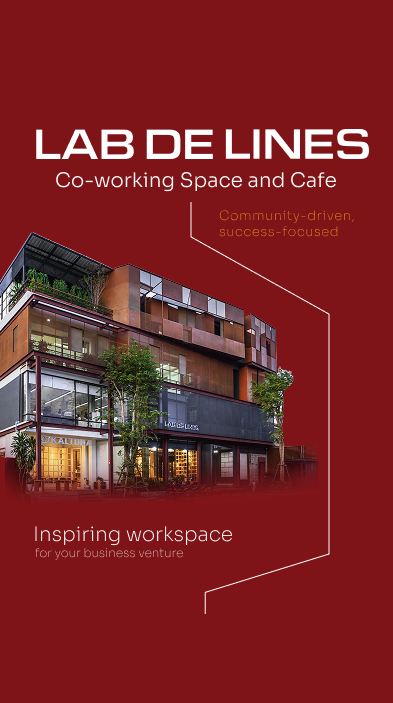 LAB DE LINES
Co-working Space and Cafe
Community-driven,
success-focused
LAB DE LINES
Inspiring workspace
for your business venture